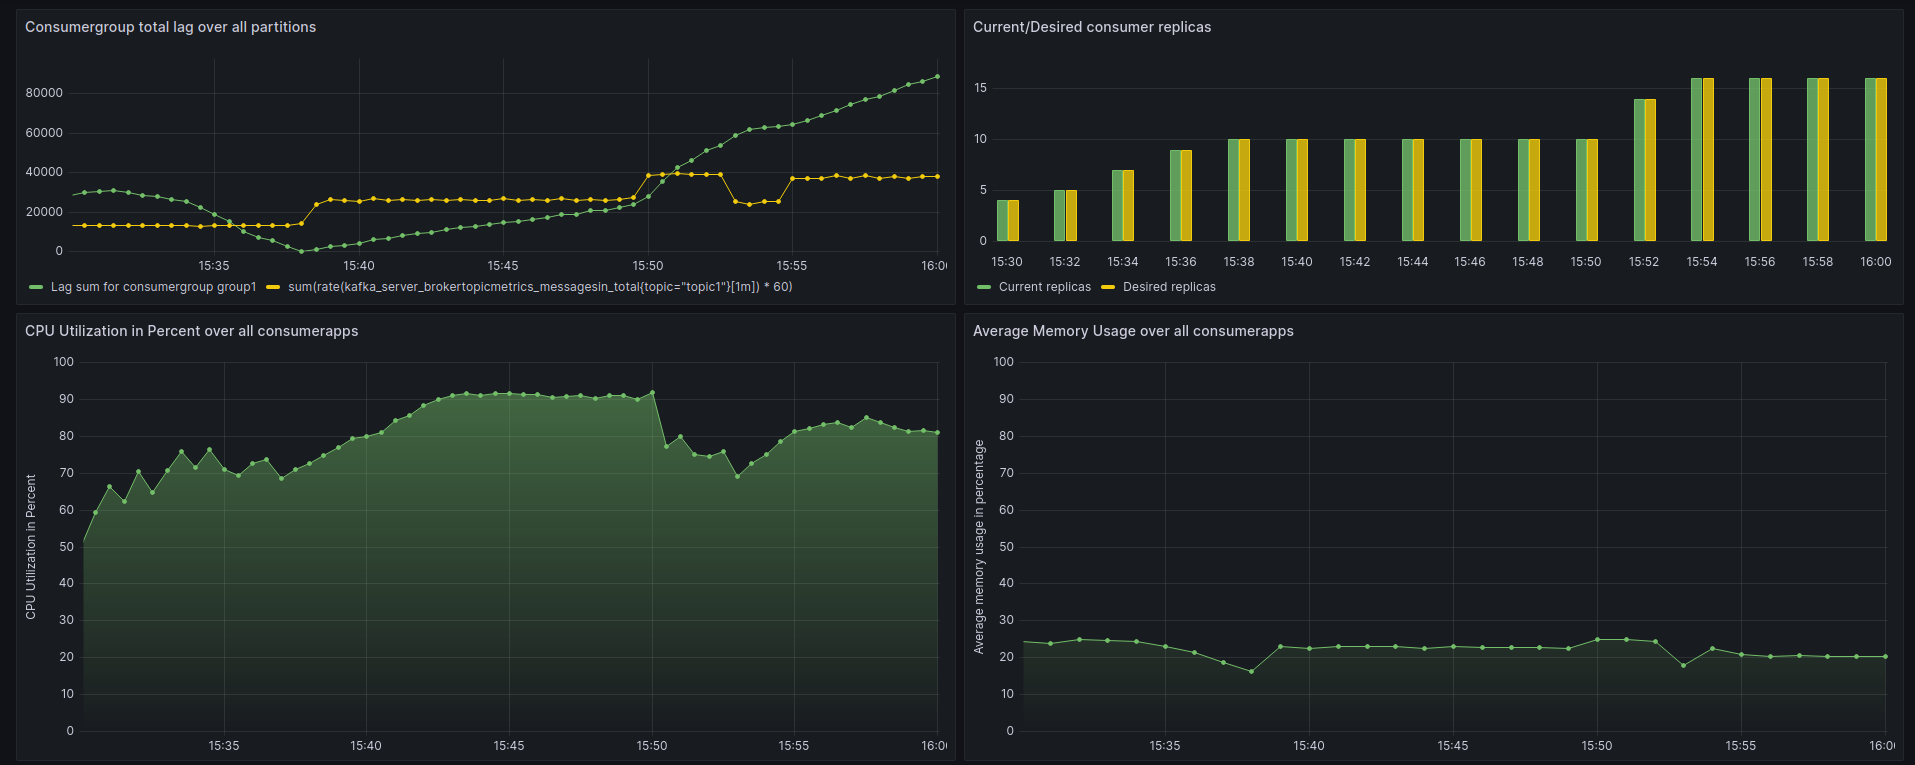 Consumergroup total lag over all partitions
80000
60000
40000
20000
0
15:35 15:40 15:45 15:50 15:55 16:00
Lag sum for consumergroup group1 sum(rate(kafka_server_brokertopicmetrics_messagesin_total{topic="topic1"}[1m]) * 60)
Current/Desired consumer replicas
15
10
5
0
15:30 15:32 15:34 15:36 15:38 15:40 15:42 15:44 15:46 15:48 15:50 15:52 15:54 15:56 15:58 16:00
Current replicas Desired replicas
CPU Utilization in Percent over all consumerapps
CPU Utilization in Percent
100
90
80
70
60
50
40
30
20
10
0
15:35 15:40 15:45 15:50 15:55 16:00
Average Memory Usage over all consumerapps
Average memory usage in percentage
100
90
80
70
60
50
40
30
20
10
0
15:35 15:40 15:45 15:50 15:55 16:00